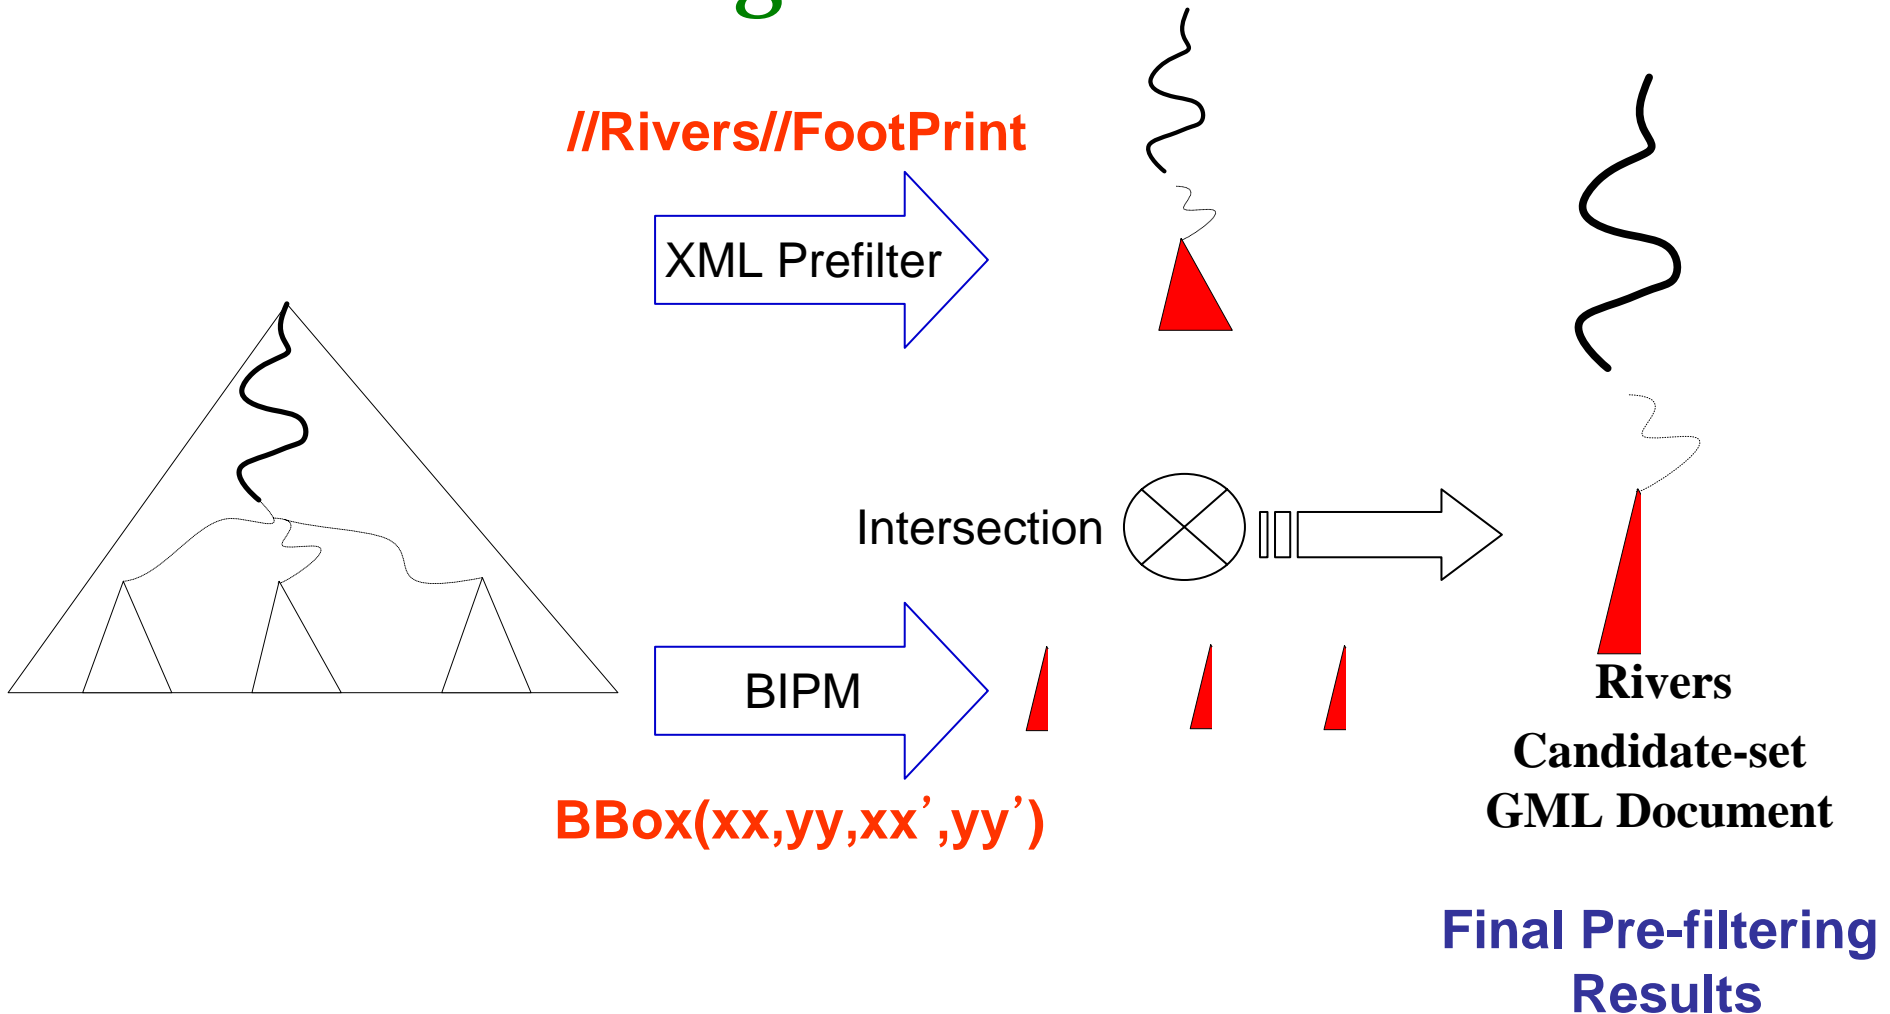 g
//Rivers//FootPrint
XML Prefilter
Intersection
BIPM
BBox(xx,yy,xx’,yy’)
Rivers
Candidate-set
GML Document
Final Pre-filtering
Results